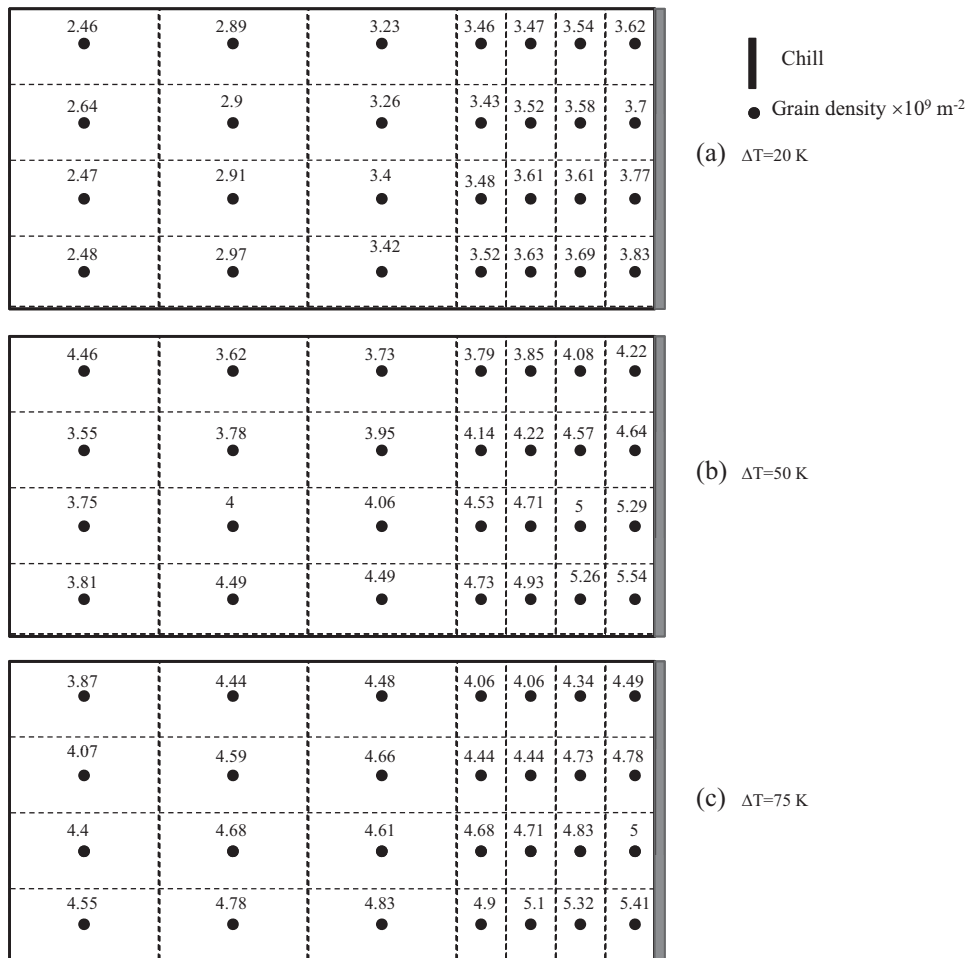 2.46 2.89 3.23 3.46 3.47 3.54 3.62
Chill
2.64 2.9 3.26 3.43 3.52 3.58 3.7
Grain density ×10⁹ m⁻²
(a) ΔT=20 K
2.47 2.91 3.4 3.48 3.61 3.61 3.77
2.48 2.97 3.42 3.52 3.63 3.69 3.83
4.46 3.62 3.73 3.79 3.85 4.08 4.22
3.55 3.78 3.95 4.14 4.22 4.57 4.64
(b) ΔT=50 K
3.75 4 4.06 4.53 4.71 5 5.29
3.81 4.49 4.49 4.73 4.93 5.26 5.54
3.87 4.44 4.48 4.06 4.06 4.34 4.49
4.07 4.59 4.66 4.44 4.44 4.73 4.78
(c) ΔT=75 K
4.4 4.68 4.61 4.68 4.71 4.83 5
4.55 4.78 4.83 4.9 5.1 5.32 5.41